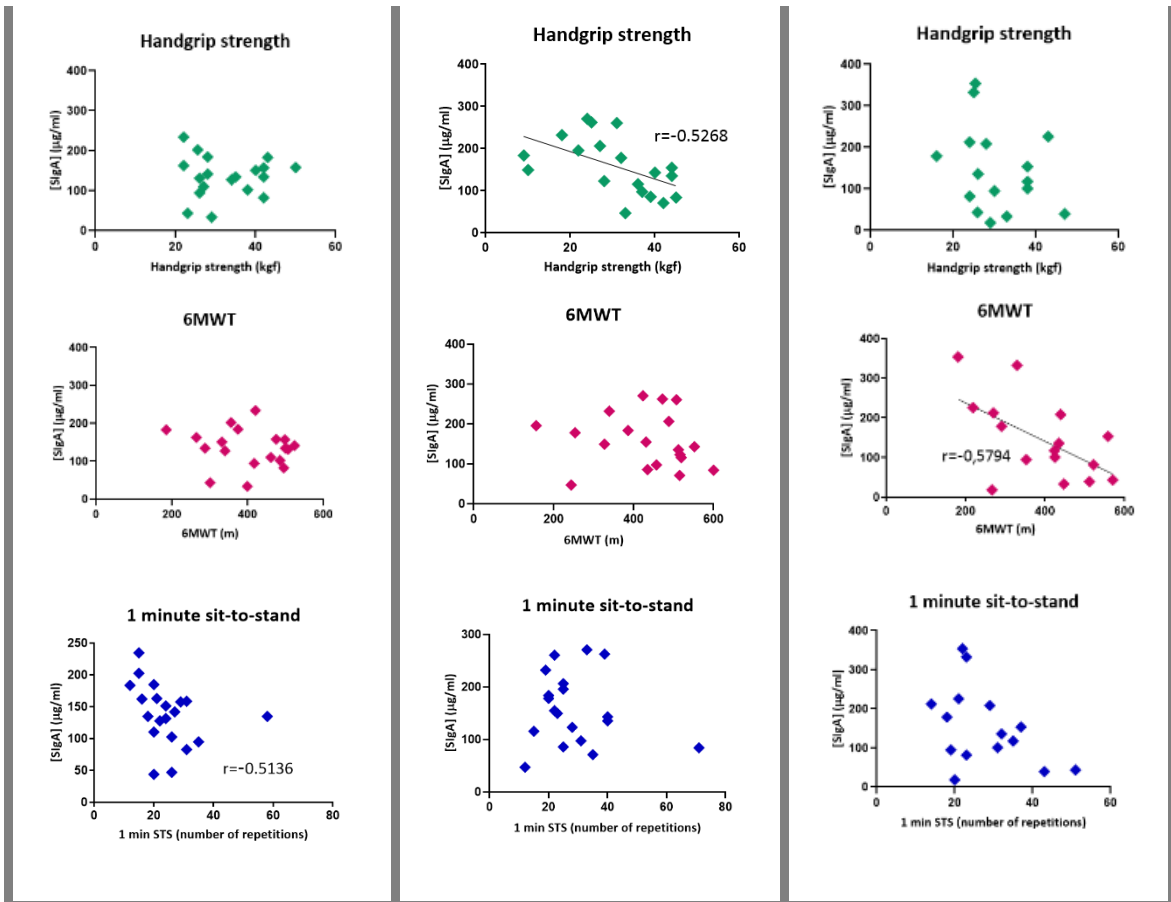 Handgrip strength
[SIgA] (µg/ml)
400
300
200
100
0
0 20 40 60
Handgrip strength (kgf)
6MWT
[SIgA] (µg/ml)
400
300
200
100
0
0 200 400 600
6MWT (m)
1 minute sit-to-stand
[SIgA] (µg/ml)
250
200
150
100
50
0
r=-0.5136
0 20 40 60 80
1 min STS (number of repetitions)
Handgrip strength
[SIgA] (µg/ml)
400
300
200
100
0
r=-0.5268
0 20 40 60
Handgrip strength (kgf)
6MWT
[SIgA] (µg/ml)
400
300
200
100
0
0 200 400 600
6MWT (m)
1 minute sit-to-stand
[SIgA] (µg/ml)
300
200
100
0
0 20 40 60 80
1 min STS (number of repetitions)
Handgrip strength
[SIgA] (µg/ml)
400
300
200
100
0
0 20 40 60
Handgrip strength (kgf)
6MWT
[SIgA] (µg/ml)
400
300
200
100
0
r=-0,5794
0 200 400 600
6MWT (m)
1 minute sit-to-stand
[SIgA] (µg/ml)
400
300
200
100
0
0 20 40 60
1 min STS (number of repetitions)